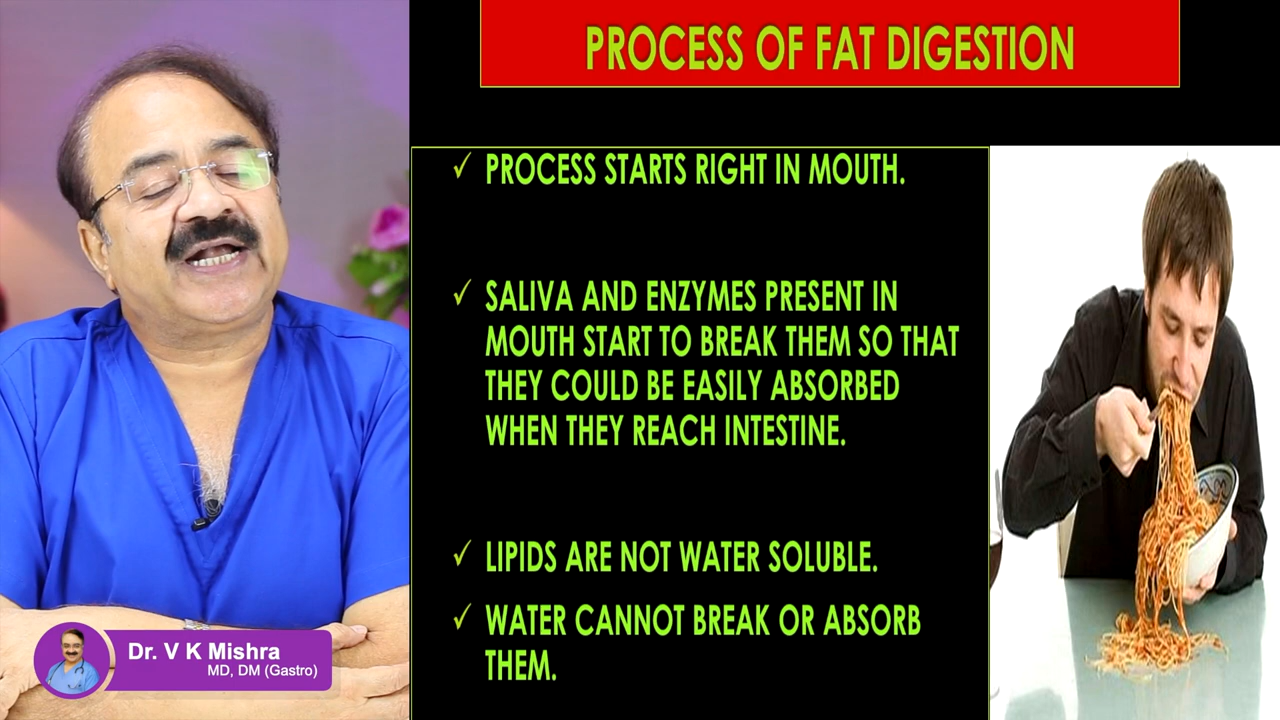 PROCESS OF FAT DIGESTION
✓ PROCESS STARTS RIGHT IN MOUTH.
✓ SALIVA AND ENZYMES PRESENT IN
MOUTH START TO BREAK THEM SO THAT
THEY COULD BE EASILY ABSORBED
WHEN THEY REACH INTESTINE.
✓ LIPIDS ARE NOT WATER SOLUBLE.
✓ WATER CANNOT BREAK OR ABSORB
THEM.
Dr. V K Mishra
MD, DM (Gastro)